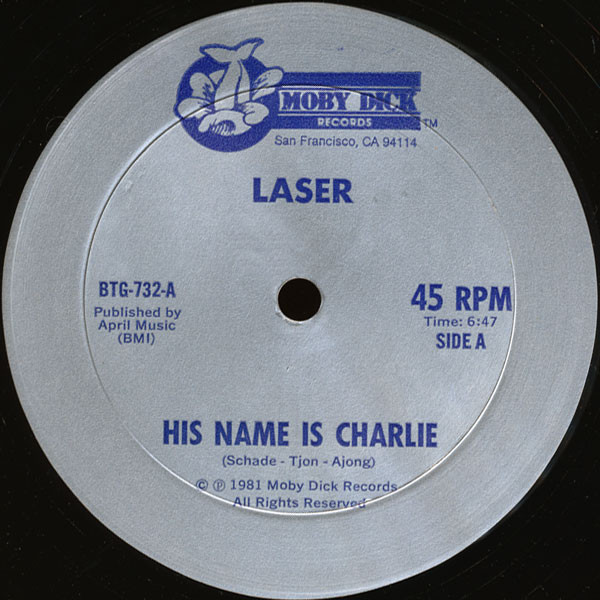 MOBY DICK
RECORDS
TM
San Francisco, CA 94114
LASER
BTG-732-A
Published by
April Music
(BMI)
45 RPM
Time: 6:47
SIDE A
HIS NAME IS CHARLIE
(Schade - Tjon - Ajong)
© ℗ 1981 Moby Dick Records
All Rights Reserved